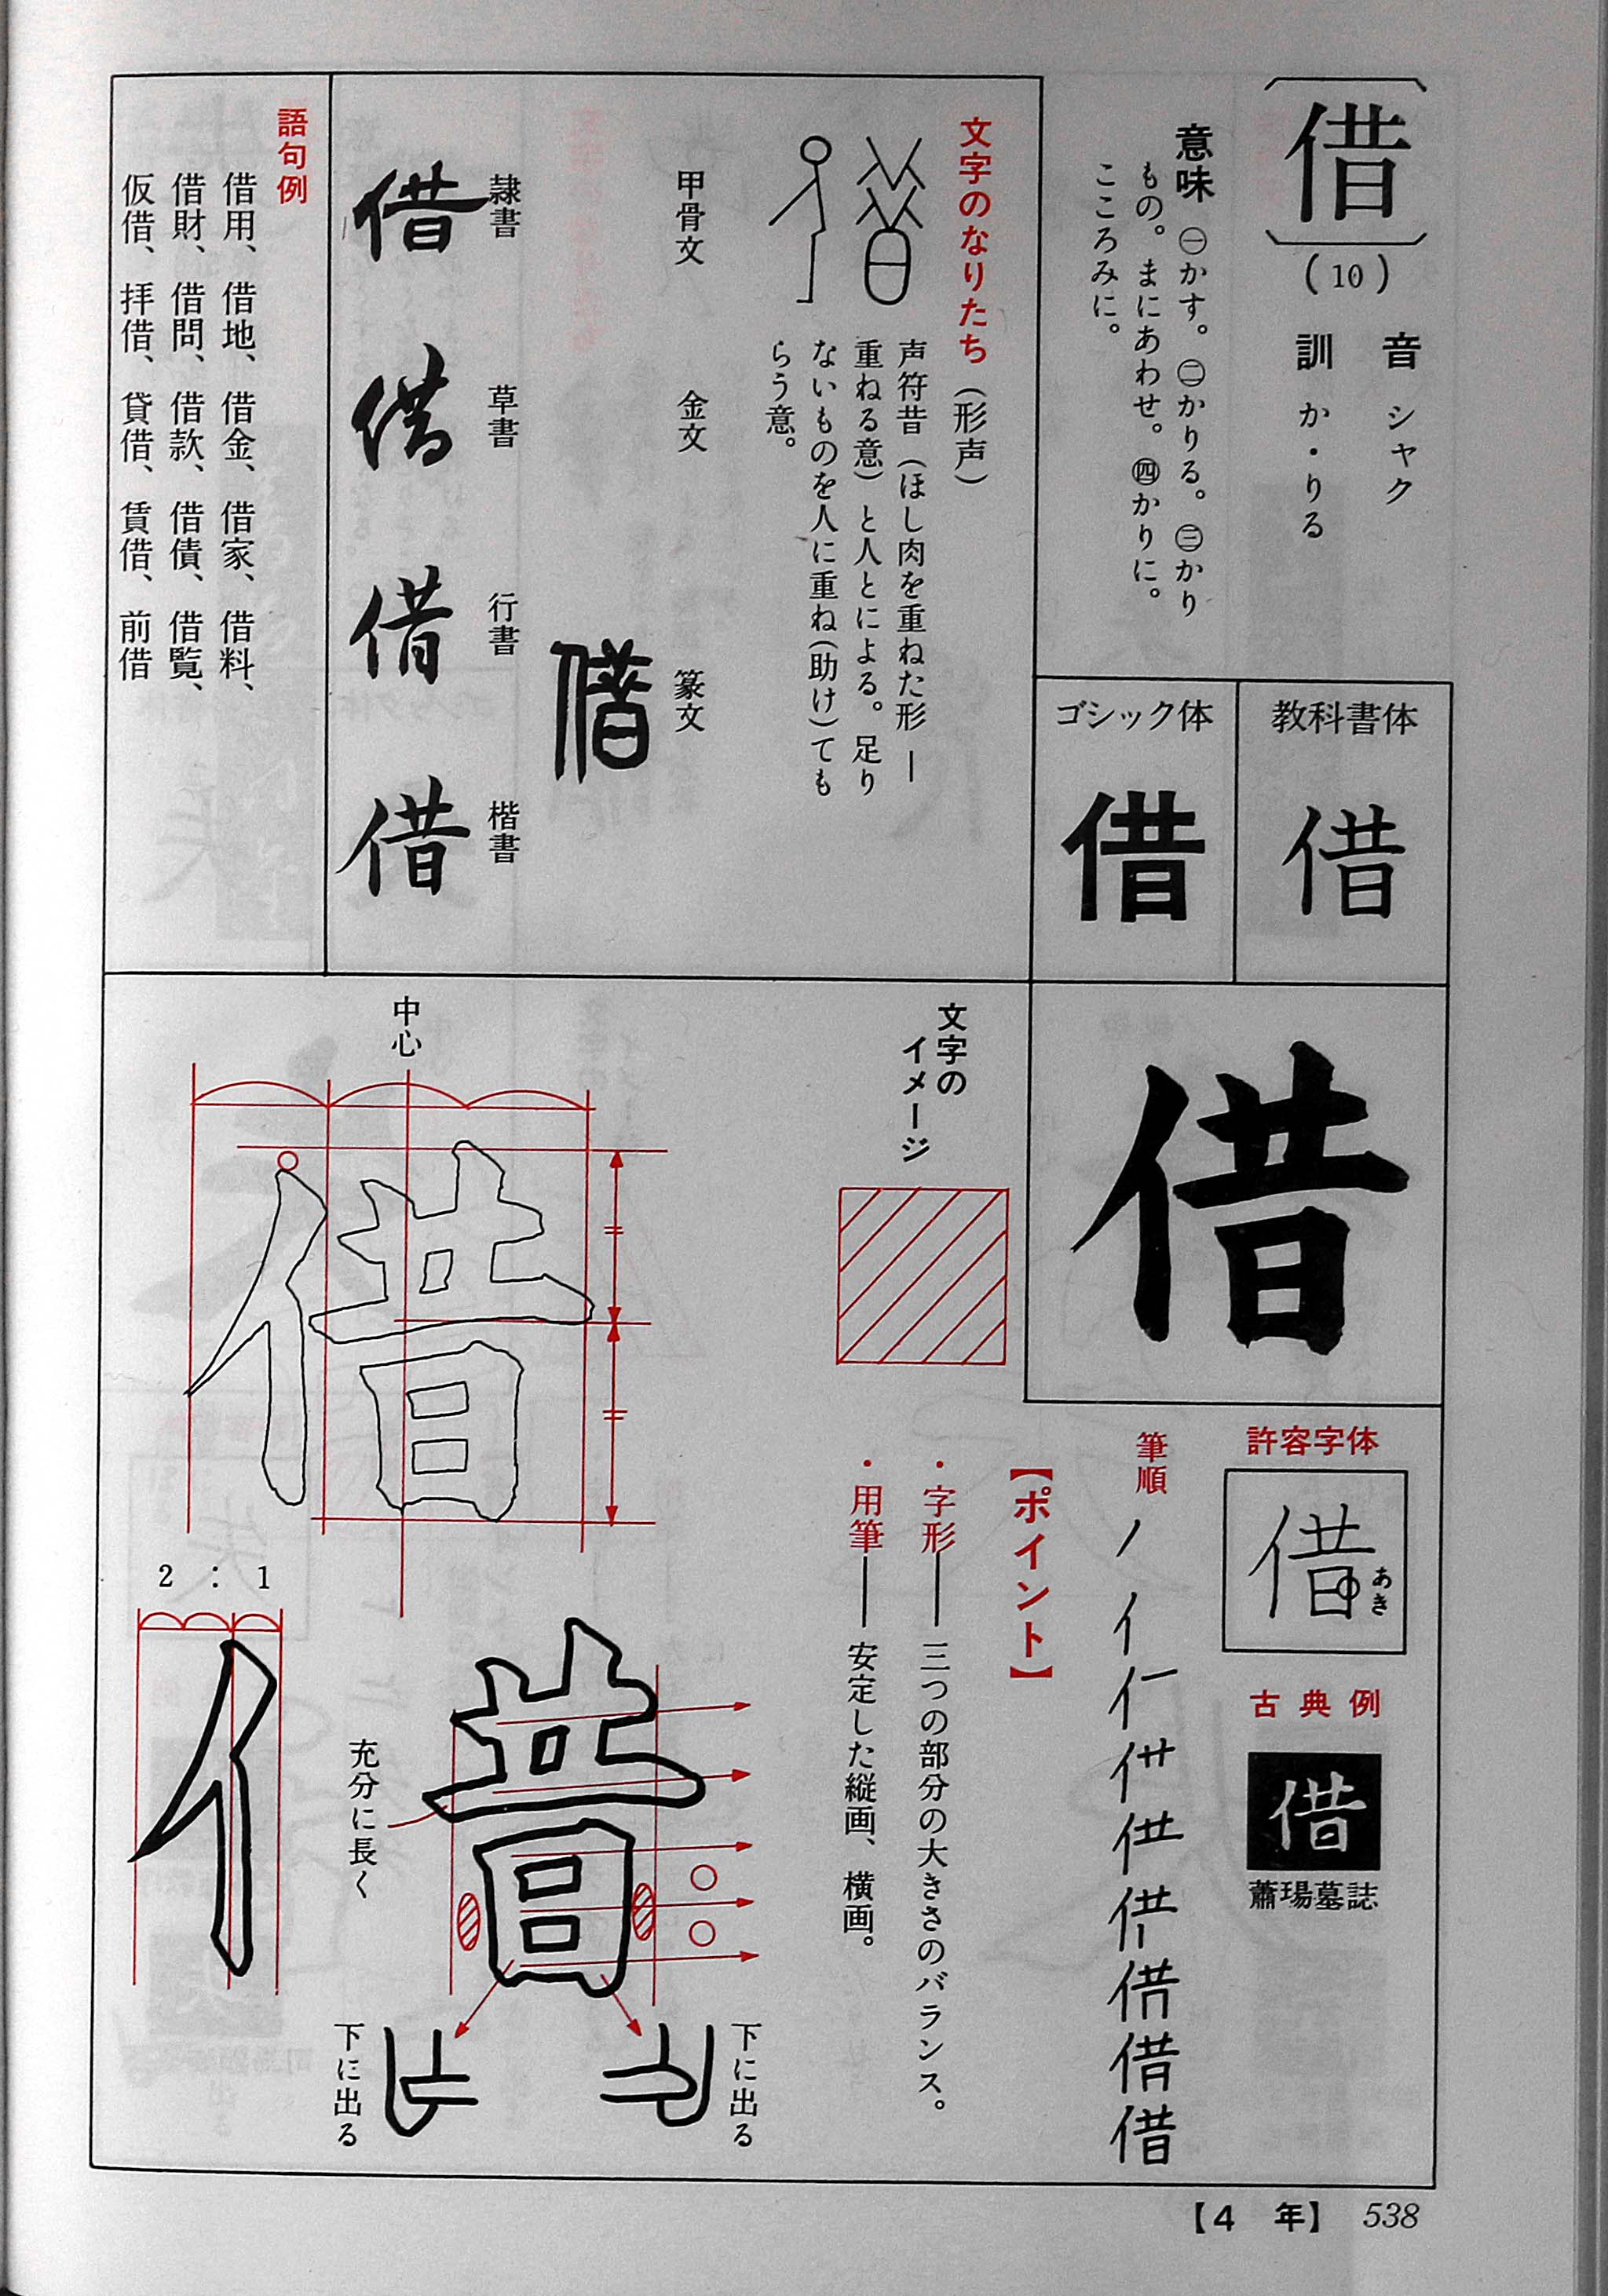 借
(10)
音 シャク
訓 か・りる
意味 ㊀かす。㊁かりる。㊂かり
もの。まにあわせ。㊃かりに。
こころみに。
教科書体
借
ゴシック体
借
文字のなりたち（形声）
声符昔（ほし肉を重ねた形―
重ねる意）と人とによる。足り
ないものを人に重ね（助け）ても
らう意。
甲骨文
金文
篆文
借
隷書
借
草書
借
行書
借
楷書
借
語句例
借用、借地、借金、借家、借料、
借財、借問、借款、借債、借覧、
仮借、拝借、貸借、賃借、前借
借
許容字体
借
あき
古典例
借
蕭瑒墓誌
筆順
借
【ポイント】
・字形―三つの部分の大きさのバランス。
・用筆―安定した縦画、横画。
文字の
イメージ
中心
借
2 : 1
イ
昔
充分に長く
下に出る
下に出る
【4 年】 538